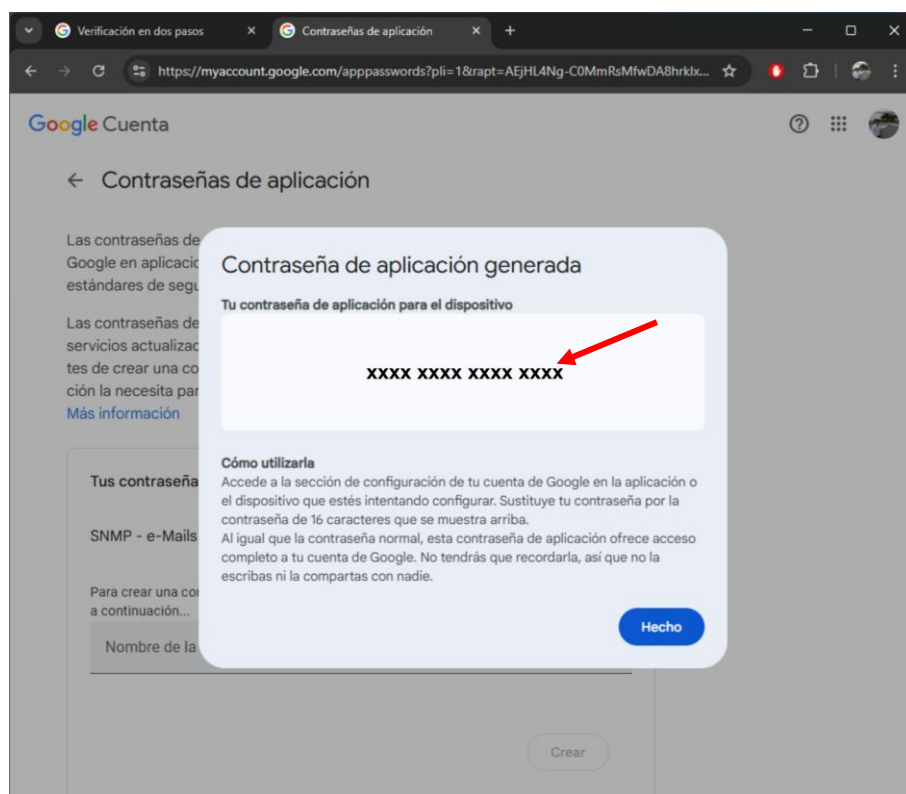 Verificación en dos pasos
Contraseñas de aplicación
https://myaccount.google.com/apppasswords?pli=1&rapt=AEjHL4Ng-C0MmRsMfwDA8hrklx...
Google Cuenta
Contraseñas de aplicación
Las contraseñas de
Google en aplicacic
estándares de segu
Las contraseñas de
servicios actualizac
tes de crear una co
ción la necesita par
Más información
Contraseña de aplicación generada
Tu contraseña de aplicación para el dispositivo
xxxx xxxx xxxx xxxx
Cómo utilizarla
Accede a la sección de configuración de tu cuenta de Google en la aplicación o
el dispositivo que estés intentando configurar. Sustituye tu contraseña por la
contraseña de 16 caracteres que se muestra arriba.
Al igual que la contraseña normal, esta contraseña de aplicación ofrece acceso
completo a tu cuenta de Google. No tendrás que recordarla, así que no la
escribas ni la compartas con nadie.
Hecho
Tus contraseña
SNMP - e-Mails
Para crear una cor
a continuación...
Nombre de la
Crear